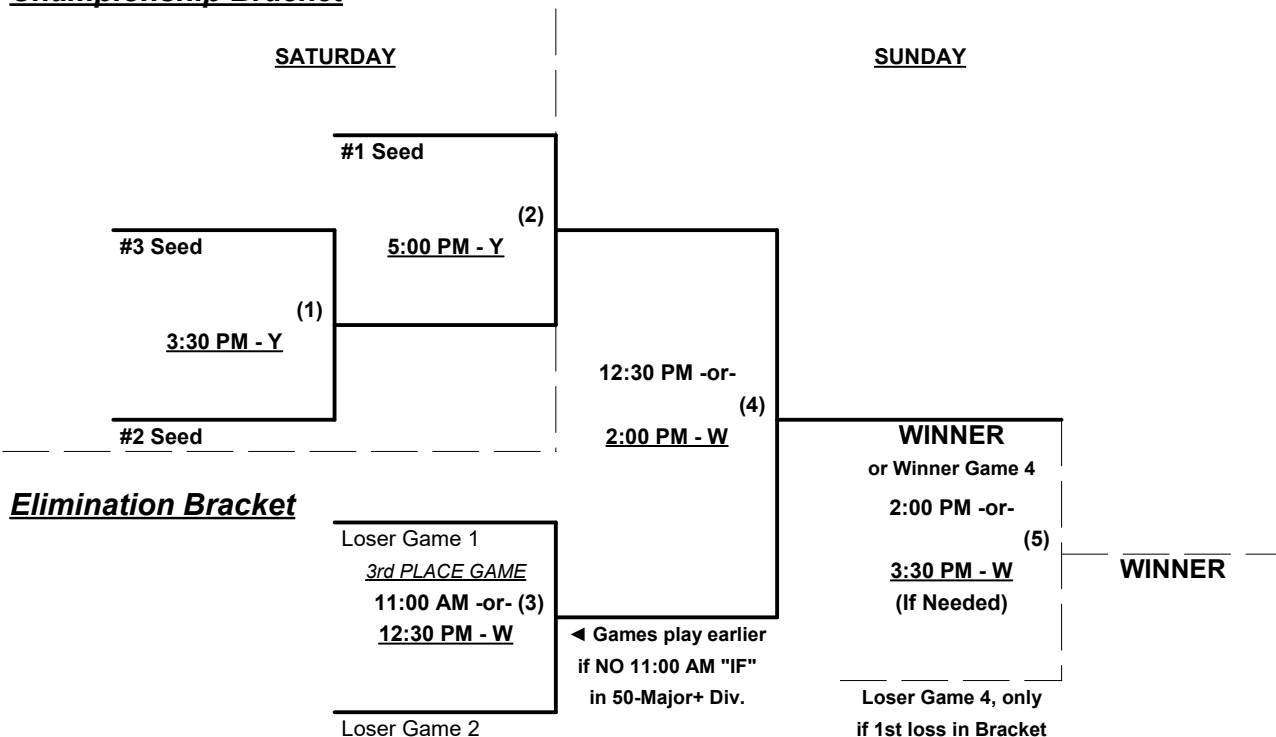 SATURDAY
SUNDAY
#1 Seed
(2)
5:00 PM - Y
#3 Seed
(1)
3:30 PM - Y
#2 Seed
12:30 PM -or-
(4)
2:00 PM - W
WINNER
or Winner Game 4
2:00 PM -or-
(5)
3:30 PM - W
(If Needed)
WINNER
Loser Game 4, only
if 1st loss in Bracket
Elimination Bracket
Loser Game 1
3rd PLACE GAME
11:00 AM -or- (3)
12:30 PM - W
Loser Game 2
◄ Games play earlier
if NO 11:00 AM "IF"
in 50-Major+ Div.